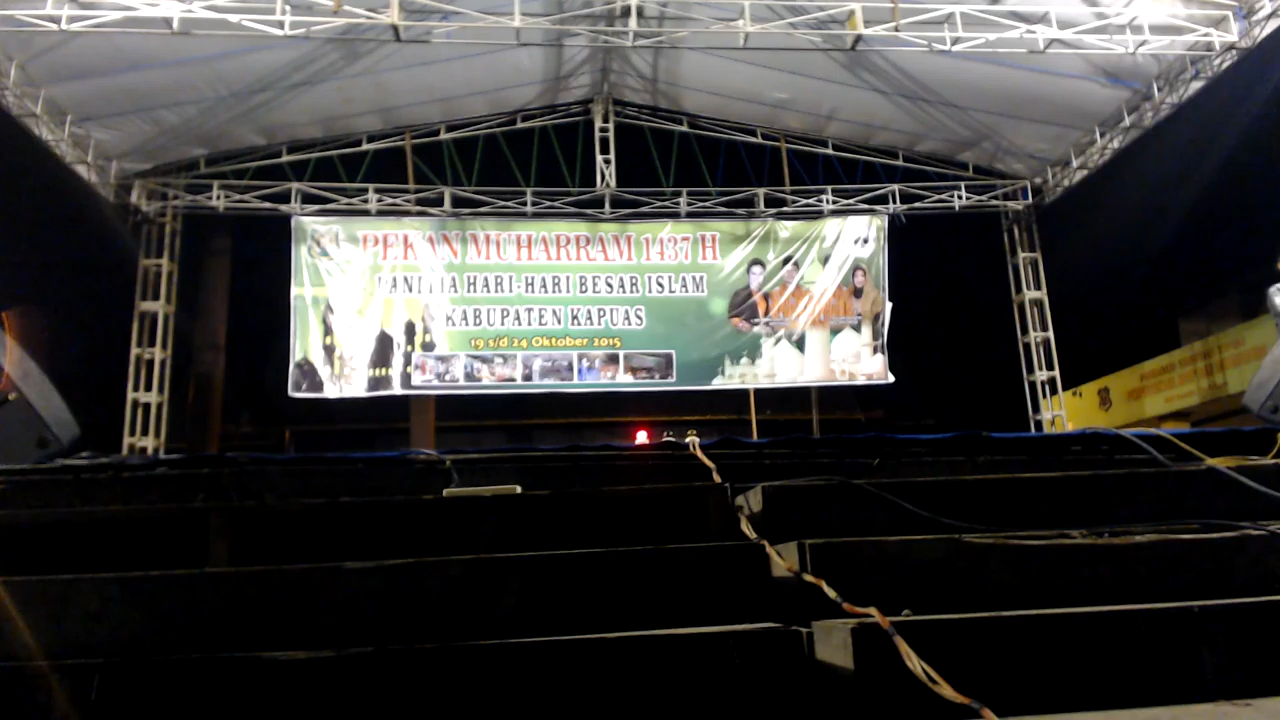 PEKAN MUHARRAM 1437 H
PANITIA HARI-HARI BESAR ISLAM
KABUPATEN KAPUAS
19 s/d 24 Oktober 2015